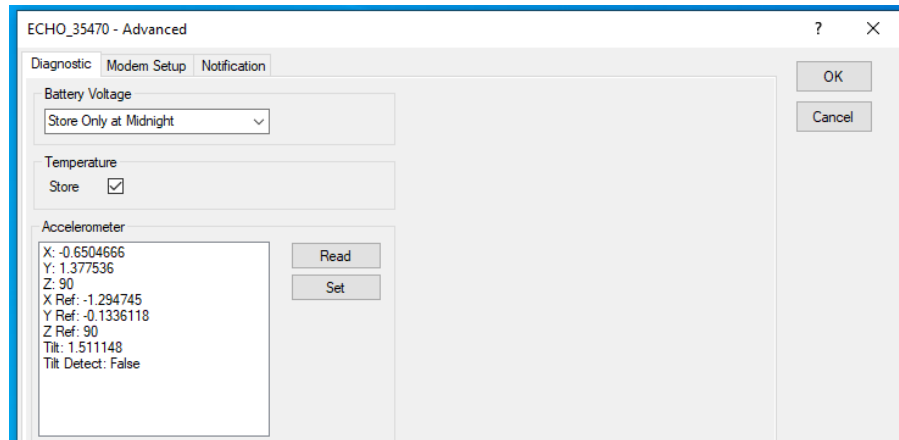 ECHO_35470 - Advanced
?
Diagnostic Modem Setup Notification
OK
Cancel
Battery Voltage
Store Only at Midnight
Temperature
Store
Accelerometer
X: -0.6504666
Y: 1.377536
Z: 90
X Ref: -1.294745
Y Ref: -0.1336118
Z Ref: 90
Tilt: 1.511148
Tilt Detect: False
Read
Set